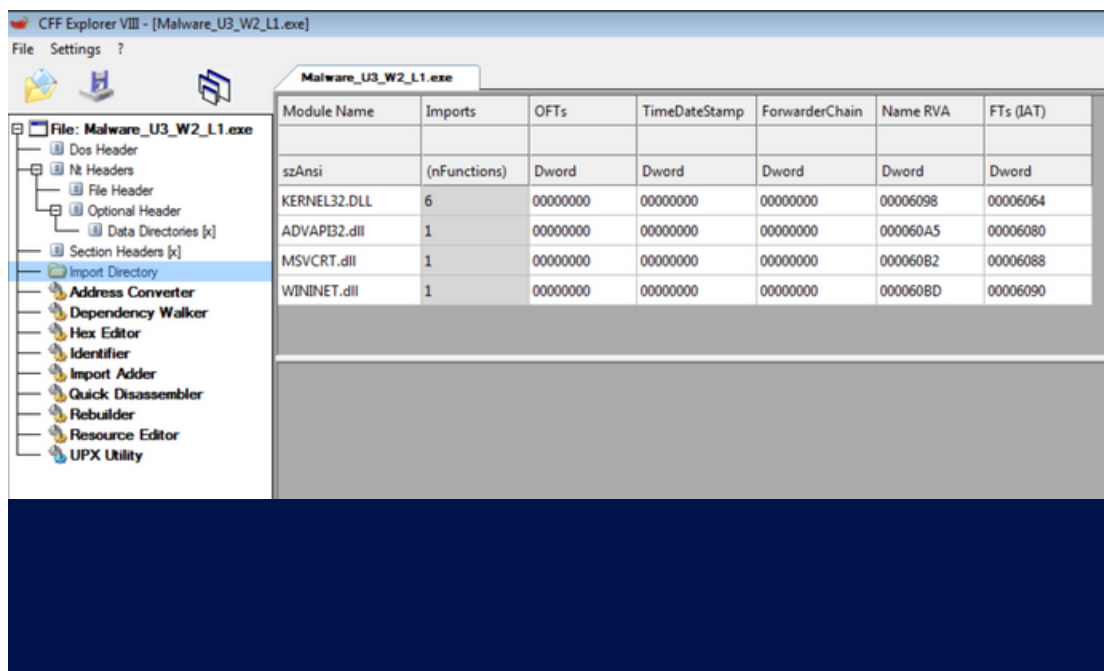 CFF Explorer VIII - [Malware_U3_W2_L1.exe]
File Settings ?
Malware_U3_W2_L1.exe
File: Malware_U3_W2_L1.exe
Dos Header
Nt Headers
File Header
Optional Header
Data Directories [x]
Section Headers [x]
Import Directory
Address Converter
Dependency Walker
Hex Editor
Identifier
Import Adder
Quick Disassembler
Rebuilder
Resource Editor
UPX Utility
Module Name Imports OFTs TimeDateStamp ForwarderChain Name RVA FTs (IAT)
szAnsi (nFunctions) Dword Dword Dword Dword Dword
KERNEL32.DLL 6 00000000 00000000 00000000 00006098 00006064
ADVAPI32.dll 1 00000000 00000000 00000000 000060A5 00006080
MSVCRT.dll 1 00000000 00000000 00000000 000060B2 00006088
WININET.dll 1 00000000 00000000 00000000 000060BD 00006090